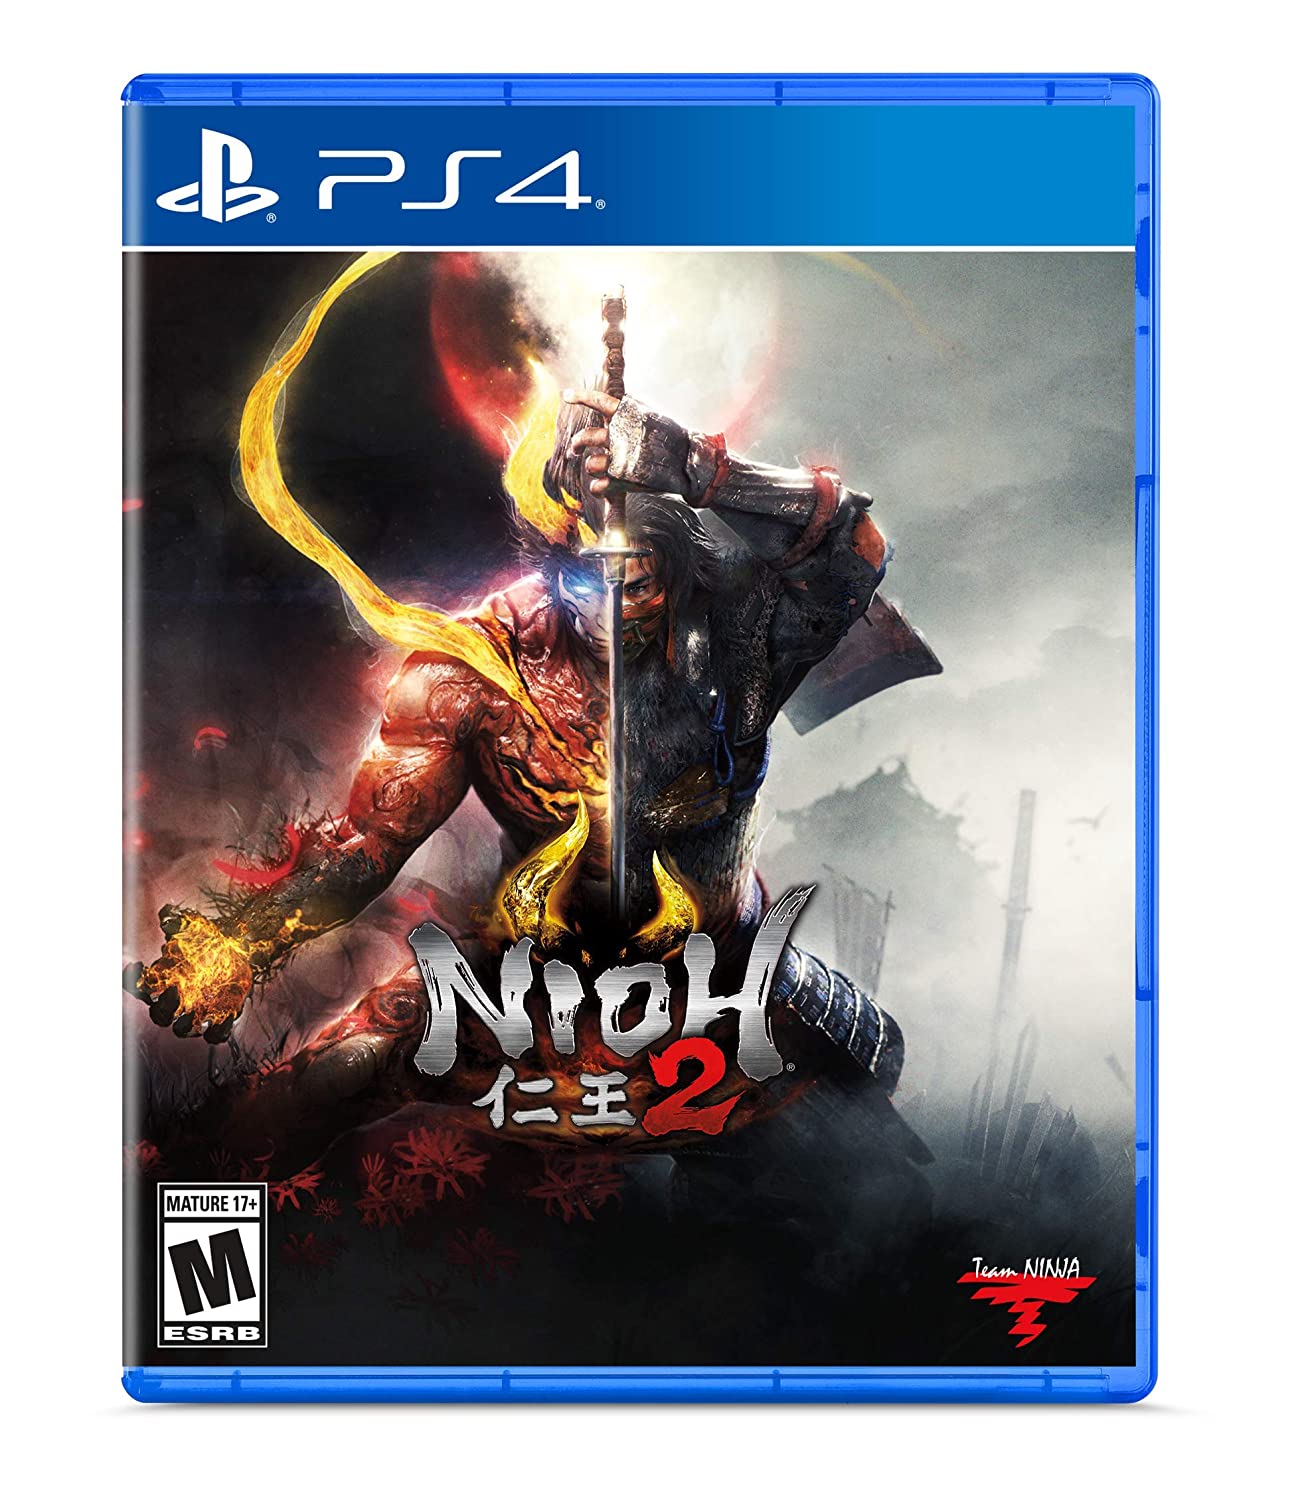 PS4
NIOH
仁王2
MATURE 17+
M
ESRB
Team NINJA